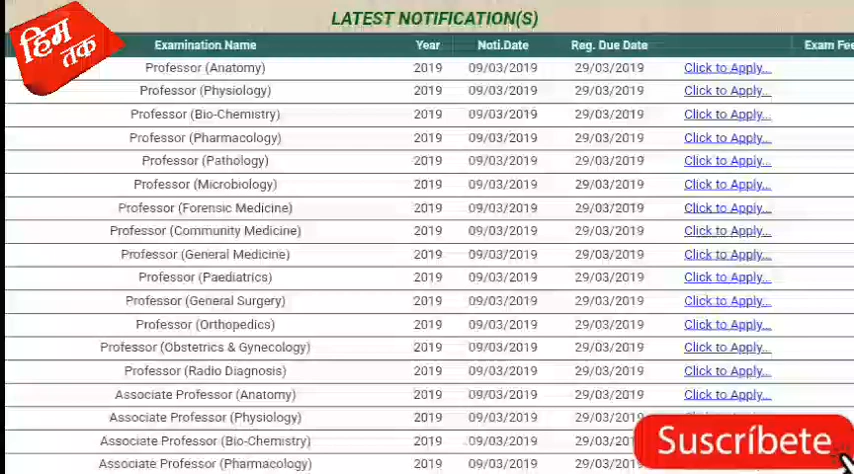 LATEST NOTIFICATION(S)
हिम
तक
Examination Name Year Noti.Date Reg. Due Date Exam Fee
Professor (Anatomy) 2019 09/03/2019 29/03/2019 Click to Apply...
Professor (Physiology) 2019 09/03/2019 29/03/2019 Click to Apply...
Professor (Bio-Chemistry) 2019 09/03/2019 29/03/2019 Click to Apply...
Professor (Pharmacology) 2019 09/03/2019 29/03/2019 Click to Apply...
Professor (Pathology) 2019 09/03/2019 29/03/2019 Click to Apply...
Professor (Microbiology) 2019 09/03/2019 29/03/2019 Click to Apply...
Professor (Forensic Medicine) 2019 09/03/2019 29/03/2019 Click to Apply...
Professor (Community Medicine) 2019 09/03/2019 29/03/2019 Click to Apply...
Professor (General Medicine) 2019 09/03/2019 29/03/2019 Click to Apply...
Professor (Paediatrics) 2019 09/03/2019 29/03/2019 Click to Apply...
Professor (General Surgery) 2019 09/03/2019 29/03/2019 Click to Apply...
Professor (Orthopedics) 2019 09/03/2019 29/03/2019 Click to Apply...
Professor (Obstetrics & Gynecology) 2019 09/03/2019 29/03/2019 Click to Apply...
Professor (Radio Diagnosis) 2019 09/03/2019 29/03/2019 Click to Apply...
Associate Professor (Anatomy) 2019 09/03/2019 29/03/2019 Click to Apply...
Associate Professor (Physiology) 2019 09/03/2019 29/03/2019
Associate Professor (Bio-Chemistry) 2019 09/03/2019 29/03/201
Associate Professor (Pharmacology) 2019 09/03/2019 29/03/201
Suscríbete